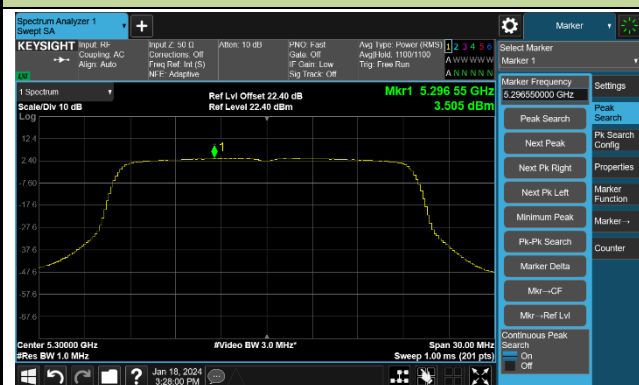 Spectrum Analyzer 1
Swept SA
+
Marker
KEYSIGHT
Input: RF
Coupling: AC
Align: Auto
Input Z: 50 Ω
Corrections: Off
Freq Ref: Int (S)
NFE: Adaptive
Atten: 10 dB
PNO: Fast
Gate: Off
IF Gain: Low
Sig Track: Off
Avg Type: Power (RMS)
Avg|Hold: 1100/1100
Trig: Free Run
1 2 3 4 5 6
A W W W W W
A N N N N N
Select Marker
Marker 1
LXI
1 Spectrum
Scale/Div 10 dB
Log
Ref Lvl Offset 22.40 dB
Ref Level 22.40 dBm
Mkr1 5.296 55 GHz
3.505 dBm
12.4
2.40
-7.60
-17.6
-27.6
-37.6
-47.6
-57.6
-67.6
1
Center 5.30000 GHz
#Res BW 1.0 MHz
#Video BW 3.0 MHz*
Span 30.00 MHz
Sweep 1.00 ms (201 pts)
Marker Frequency
5.296550000 GHz
Peak Search
Next Peak
Next Pk Right
Next Pk Left
Minimum Peak
Pk-Pk Search
Marker Delta
Mkr→CF
Mkr→Ref Lvl
Continuous Peak
Search
On
Off
Settings
Peak
Search
Pk Search
Config
Properties
Marker
Function
Marker→
Counter
?
Jan 18, 2024
3:28:00 PM